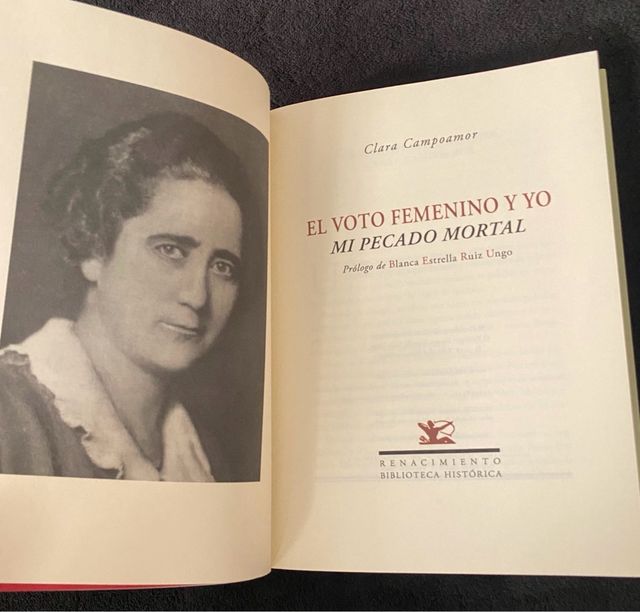 Clara Campoamor
EL VOTO FEMENINO Y YO
MI PECADO MORTAL
Prólogo de Blanca Estrella Ruiz Ungo
RENACIMIENTO
BIBLIOTECA HISTÓRICA